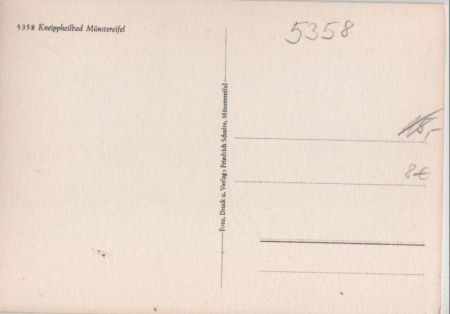 5358 Kneippheilbad Münstereifel
5358
Foto, Druck u. Verlag: Friedrich Schulte, Münstereifel
8€